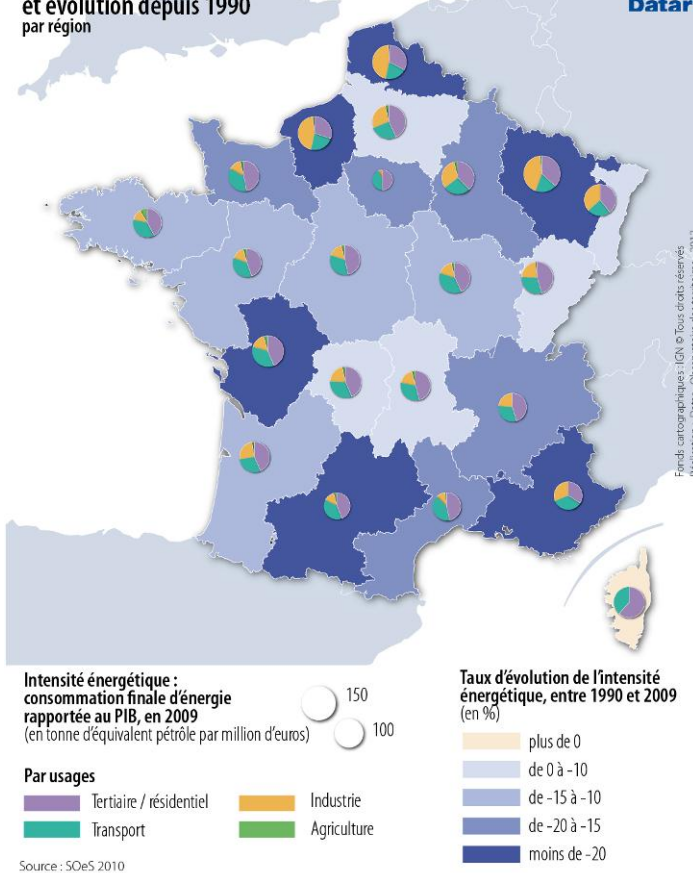 et évolution depuis 1990
par région
Datar
Fonds cartographiques : IGN © Tous droits réservés
Intensité énergétique :
consommation finale d'énergie
rapportée au PIB, en 2009
(en tonne d'équivalent pétrôle par million d'euros)
150
100
Par usages
Tertiaire / résidentiel
Industrie
Transport
Agriculture
Source : SOeS 2010
Taux d'évolution de l'intensité
énergétique, entre 1990 et 2009
(en %)
plus de 0
de 0 à -10
de -15 à -10
de -20 à -15
moins de -20